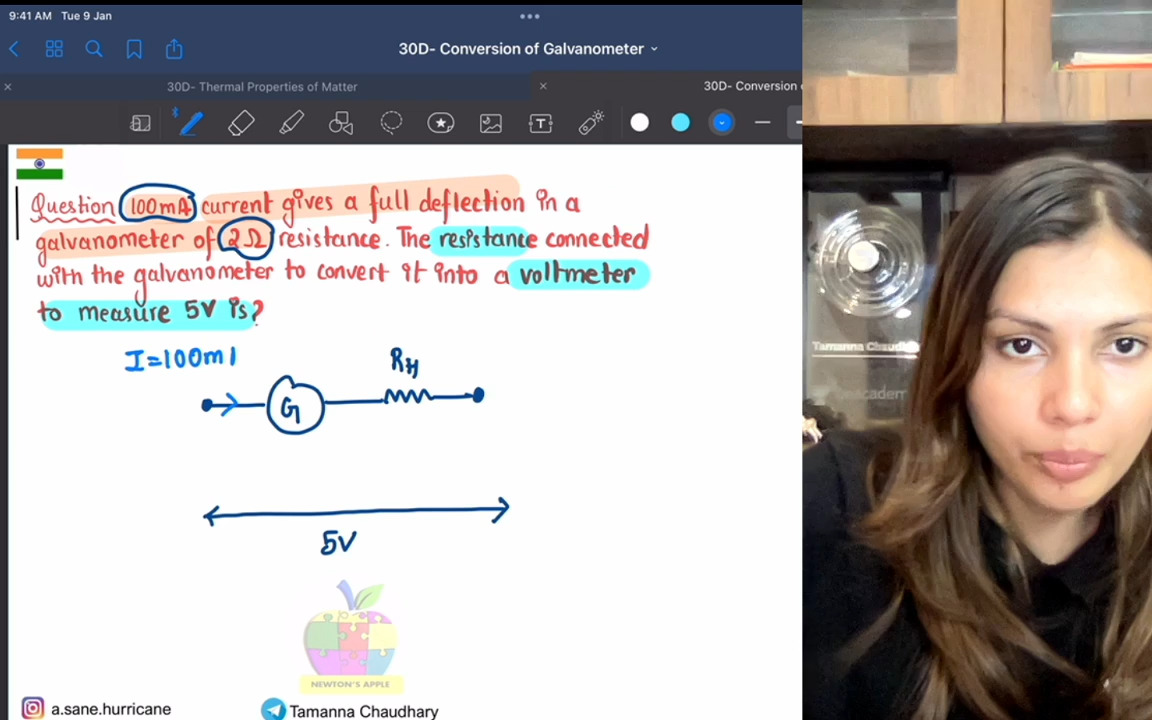 9:41 AM Tue 9 Jan
30D- Conversion of Galvanometer
30D- Thermal Properties of Matter
30D- Conversion
Question 100mA current gives a full deflection in a
galvanometer of 2Ω resistance. The resistance connected
with the galvanometer to convert it into a voltmeter
to measure 5V is?
I=100m
RH
G
5V
NEWTON'S APPLE
a.sane.hurricane
Tamanna Chaudhary
Tamanna